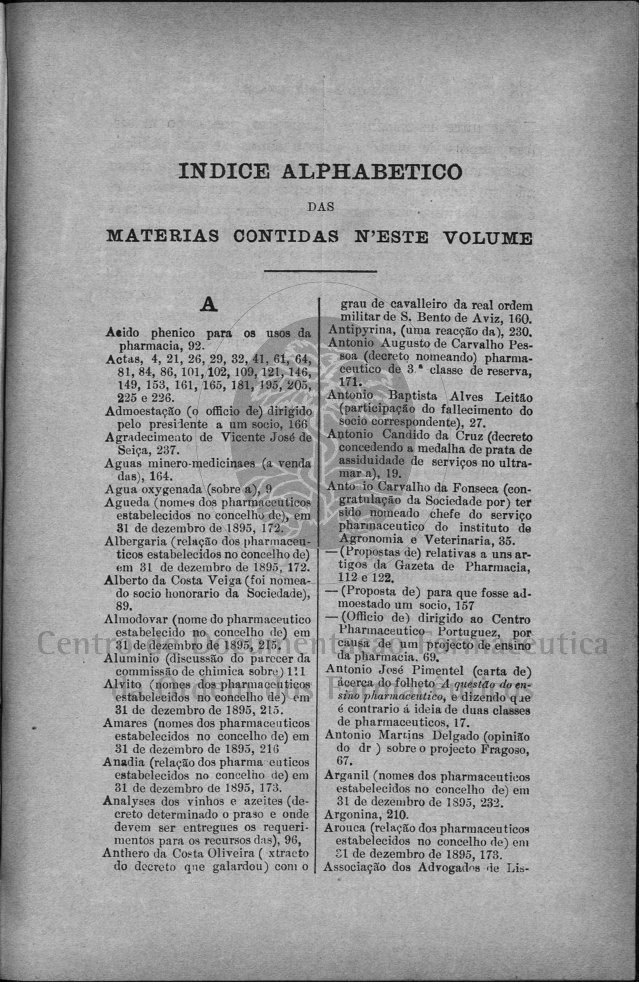 INDICE ALPHABETICO
DAS
MATERIAS CONTIDAS N'ESTE VOLUME
A
Acido phenico para os usos da
pharmacia, 92.
Actas, 4, 21, 26, 29, 32, 41, 61, 64,
81, 84, 86, 101, 102, 109, 121, 146,
149, 153, 161, 165, 181, 195, 205,
225 e 226.
Admoestação (o officio de) dirigido
pelo presidente a um socio, 166
Agradecimento de Vicente José de
Seiça, 237.
Aguas minero-medicinaes (a venda
das), 164.
Agua oxygenada (sobre a), 9
Agueda (nomes dos pharmaceuticos
estabelecidos no concelho de), em
31 de dezembro de 1895, 172.
Albergaria (relação dos pharmaceu-
ticos estabelecidos no concelho de)
em 31 de dezembro de 1895, 172.
Alberto da Costa Veiga (foi nomea-
do socio honorario da Sociedade),
89.
Almodovar (nome do pharmaceutico
estabelecido no concelho de) em
31 de dezembro de 1895, 215.
Aluminio (discussão do parecer da
commissão de chimica sobre) 111
Alvito (nomes dos pharmaceuticos
estabelecidos no concelho de) em
31 de dezembro de 1895, 215.
Amares (nomes dos pharmaceuticos
estabelecidos no concelho de) em
31 de dezembro de 1895, 216
Anadia (relação dos pharma euticos
estabelecidos no concelho de) em
31 de dezembro de 1895, 173.
Analyses dos vinhos e azeites (de-
creto determinado o praso e onde
devem ser entregues os requeri-
mentos para os recursos das), 96,
Anthero da Costa Oliveira ( xtracto
do decreto que galardou) com o
grau de cavalleiro da real ordem
militar de S. Bento de Aviz, 160.
Antipyrina, (uma reacção da), 230.
Antonio Augusto de Carvalho Pes-
soa (decreto nomeando) pharma-
ceutico de 3.ª classe de reserva,
171.
Antonio Baptista Alves Leitão
(participação do fallecimento do
socio correspondente), 27.
Antonio Candido da Cruz (decreto
concedendo a medalha de prata de
assiduidade de serviços no ultra-
mar a), 19.
Anto io Carvalho da Fonseca (con-
gratulação da Sociedade por) ter
sido nomeado chefe do serviço
pharmaceutico do instituto de
Agronomia e Veterinaria, 35.
— (Propostas de) relativas a uns ar-
tigos da Gazeta de Pharmacia,
112 e 122.
— (Proposta de) para que fosse ad-
moestado um socio, 157
— (Officio de) dirigido ao Centro
Pharmaceutico Portuguez, por
causa de um projecto de ensino
da pharmacia, 69.
Antonio José Pimentel (carta de)
ácerca do folheto A questão do en-
sino pharmaceutico, e dizendo que
é contrario á ideia de duas classes
de pharmaceuticos, 17.
Antonio Martins Delgado (opinião
do dr ) sobre o projecto Fragoso,
67.
Arganil (nomes dos pharmaceuticos
estabelecidos no concelho de) em
31 de dezembro de 1895, 232.
Argonina, 210.
Arouca (relação dos pharmaceuticos
estabelecidos no concelho de) em
31 de dezembro de 1895, 173.
Associação dos Advogados de Lis-